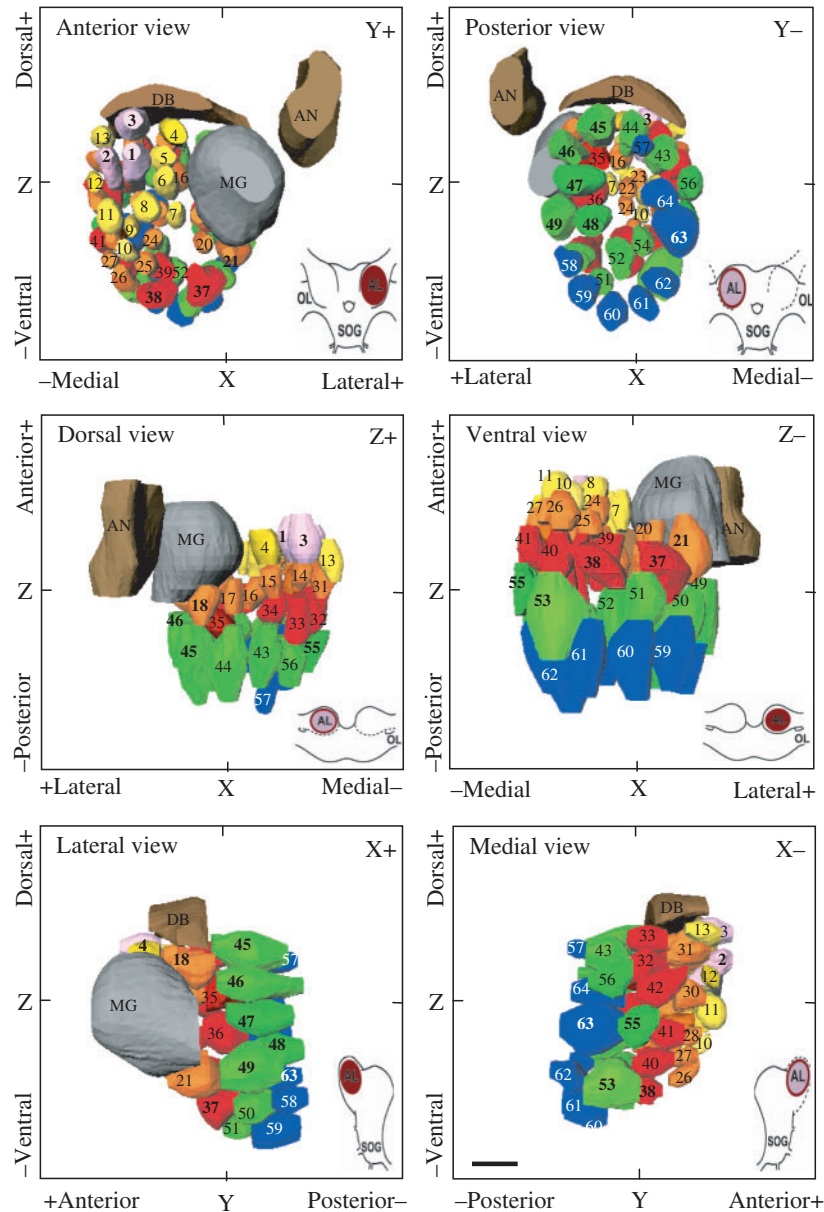 Anterior view Y+
Dorsal+
Z
–Ventral
–Medial X Lateral+
DB
AN
MG
3
13
4
2
1
5
12
6
16
11
8
7
9
41
10
24
20
27
25
21
26
39
52
38
37
AL
OL
SOG
Posterior view Y–
Dorsal+
Z
–Ventral
+Lateral X Medial–
AN
DB
MG
45
44
3
46
35
16
57
43
47
7
23
22
56
36
64
24
10
49
48
63
54
52
58
51
62
59
60
61
AL
OL
SOG
Dorsal view Z+
Anterior+
Z
–Posterior
+Lateral X Medial–
AN
MG
4
1
3
13
15
14
31
18
17
16
34
33
32
46
35
45
44
43
56
55
57
AL
OL
Ventral view Z–
–Medial Lateral+
X
MG
AN
11
10
8
24
27
26
7
25
20
41
40
39
21
38
37
55
53
52
51
50
49
62
61
60
59
AL
OL
Lateral view X+
Dorsal+
Z
–Ventral
+Anterior Y Posterior–
DB
4
18
45
57
MG
46
35
36
47
48
49
63
21
58
37
50
51
59
AL
SOG
Medial view X–
–Posterior Y Anterior+
Z
DB
57
43
33
13
3
31
32
2
56
12
64
42
30
11
63
55
41
28
10
40
27
62
53
26
38
61
60
AL
SOG